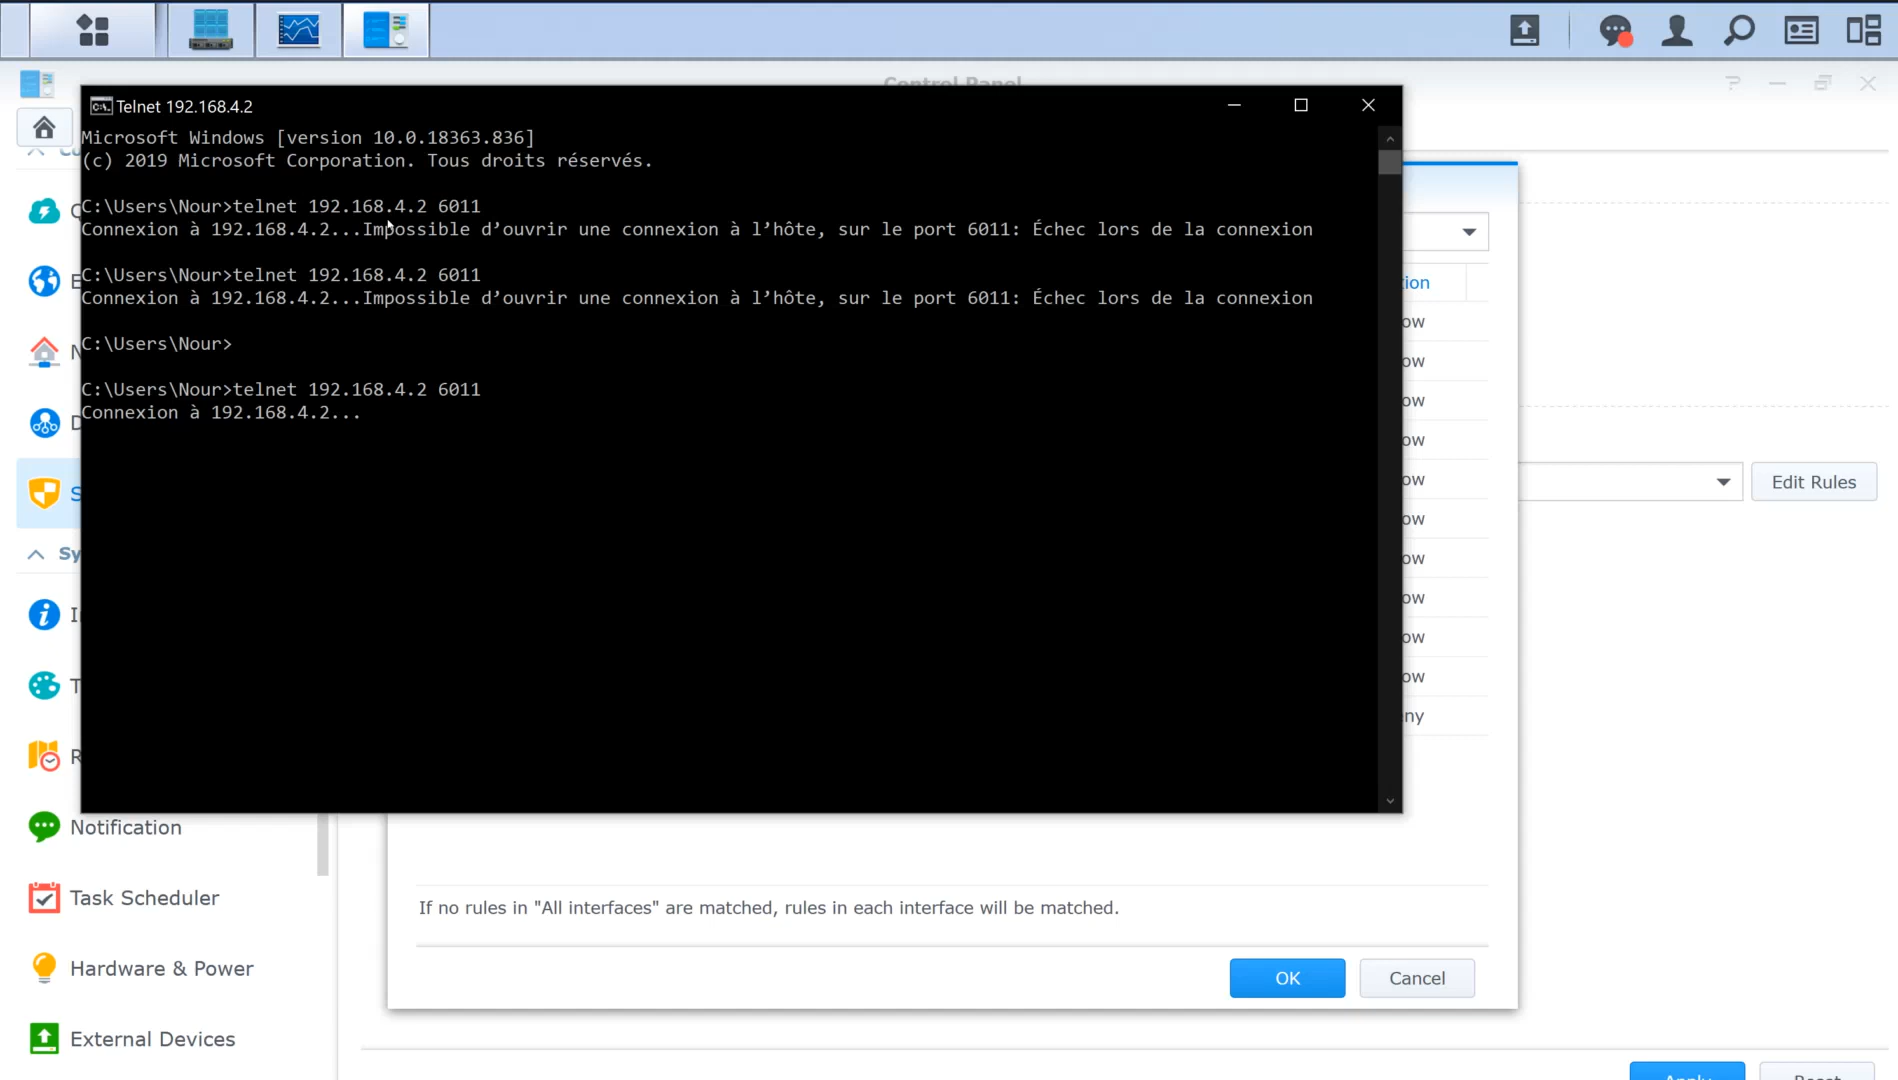 Telnet 192.168.4.2
Microsoft Windows [version 10.0.18363.836]
(c) 2019 Microsoft Corporation. Tous droits réservés.
C:\Users\Nour>telnet 192.168.4.2 6011
Connexion à 192.168.4.2...Impossible d’ouvrir une connexion à l’hôte, sur le port 6011: Échec lors de la connexion
C:\Users\Nour>telnet 192.168.4.2 6011
Connexion à 192.168.4.2...Impossible d’ouvrir une connexion à l’hôte, sur le port 6011: Échec lors de la connexion
C:\Users\Nour>
C:\Users\Nour>telnet 192.168.4.2 6011
Connexion à 192.168.4.2...
Control Panel
Edit Rules
Notification
Task Scheduler
Hardware & Power
External Devices
If no rules in "All interfaces" are matched, rules in each interface will be matched.
OK
Cancel
Apply
Reset